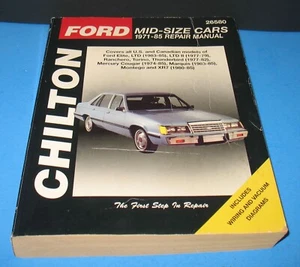 26580
FORD MID-SIZE CARS
1971-85 REPAIR MANUAL
Covers all U.S. and Canadian models of
Ford Elite, LTD (1983-85), LTD II (1977-79),
Ranchero, Torino, Thunderbird (1977-82),
Mercury Cougar (1974-85), Marquis (1983-85),
Montego and XR7 (1980-85)
CHILTON
INCLUDES
WIRING AND VACUUM
DIAGRAMS
The First Step In Repair